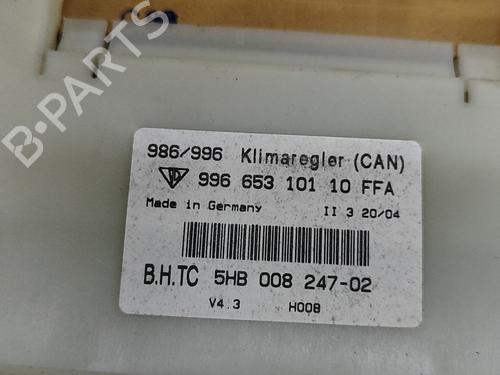 B-PARTS
986/996 Klimaregler (CAN)
996 653 101 10 FFA
Made in Germany II 3 20/04
B.H.TC 5HB 008 247-02
V4.3 H008